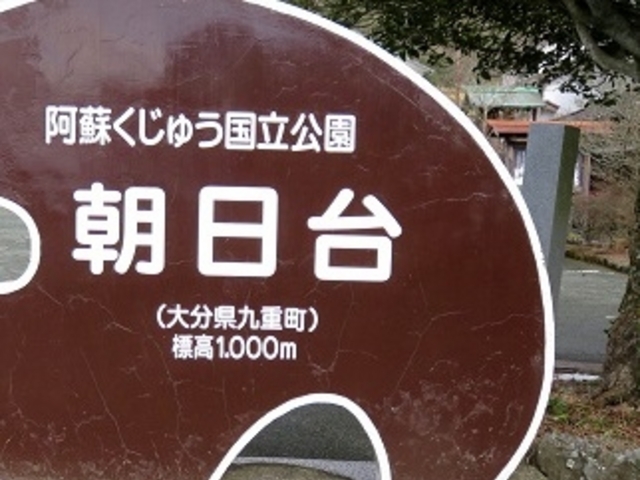 阿蘇くじゅう国立公園
朝日台
(大分県九重町)
標高1.000m